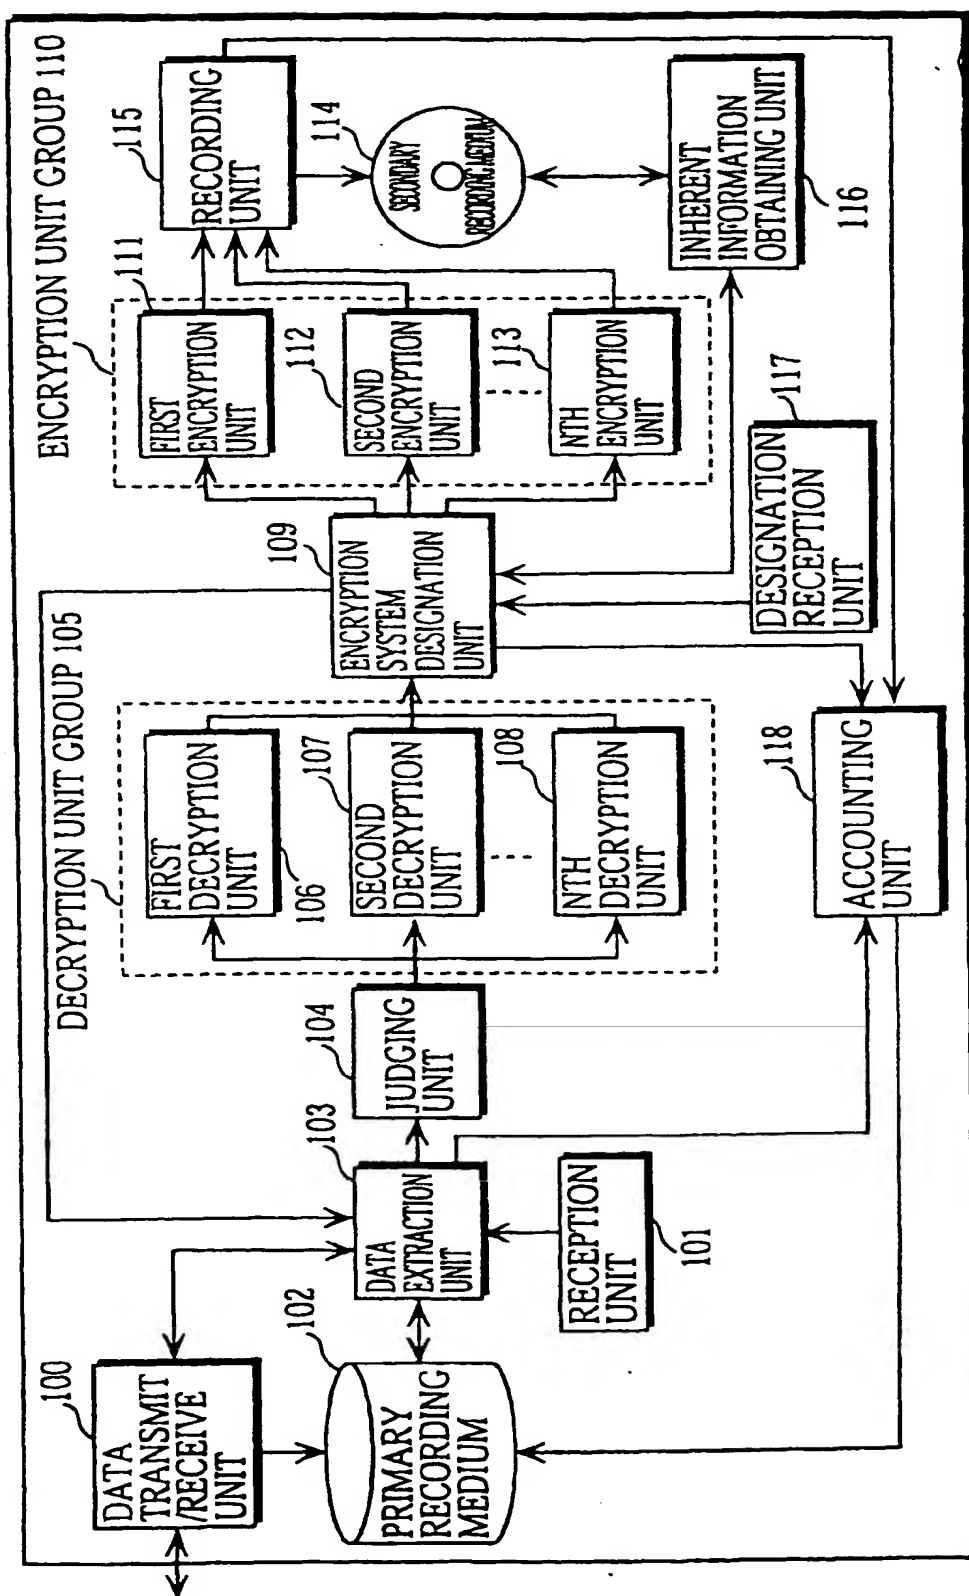 DATA
TRANSMIT
/RECEIVE
UNIT
100
PRIMARY
RECORDING
MEDIUM
102
DATA
EXTRACTION
UNIT
103
RECEPTION
UNIT
101
JUDGING
UNIT
104
DECRYPTION UNIT GROUP 105
FIRST
DECRYPTION
UNIT
106
SECOND
DECRYPTION
UNIT
107
NTH
DECRYPTION
UNIT
108
ENCRYPTION
SYSTEM
DESIGNATION
UNIT
109
ENCRYPTION UNIT GROUP 110
FIRST
ENCRYPTION
UNIT
111
SECOND
ENCRYPTION
UNIT
112
NTH
ENCRYPTION
UNIT
113
RECORDING
UNIT
115
SECONDARY
RECORDING
114
INHERENT
INFORMATION
OBTAINING UNIT
116
DESIGNATION
RECEPTION
UNIT
117
ACCOUNTING
UNIT
118